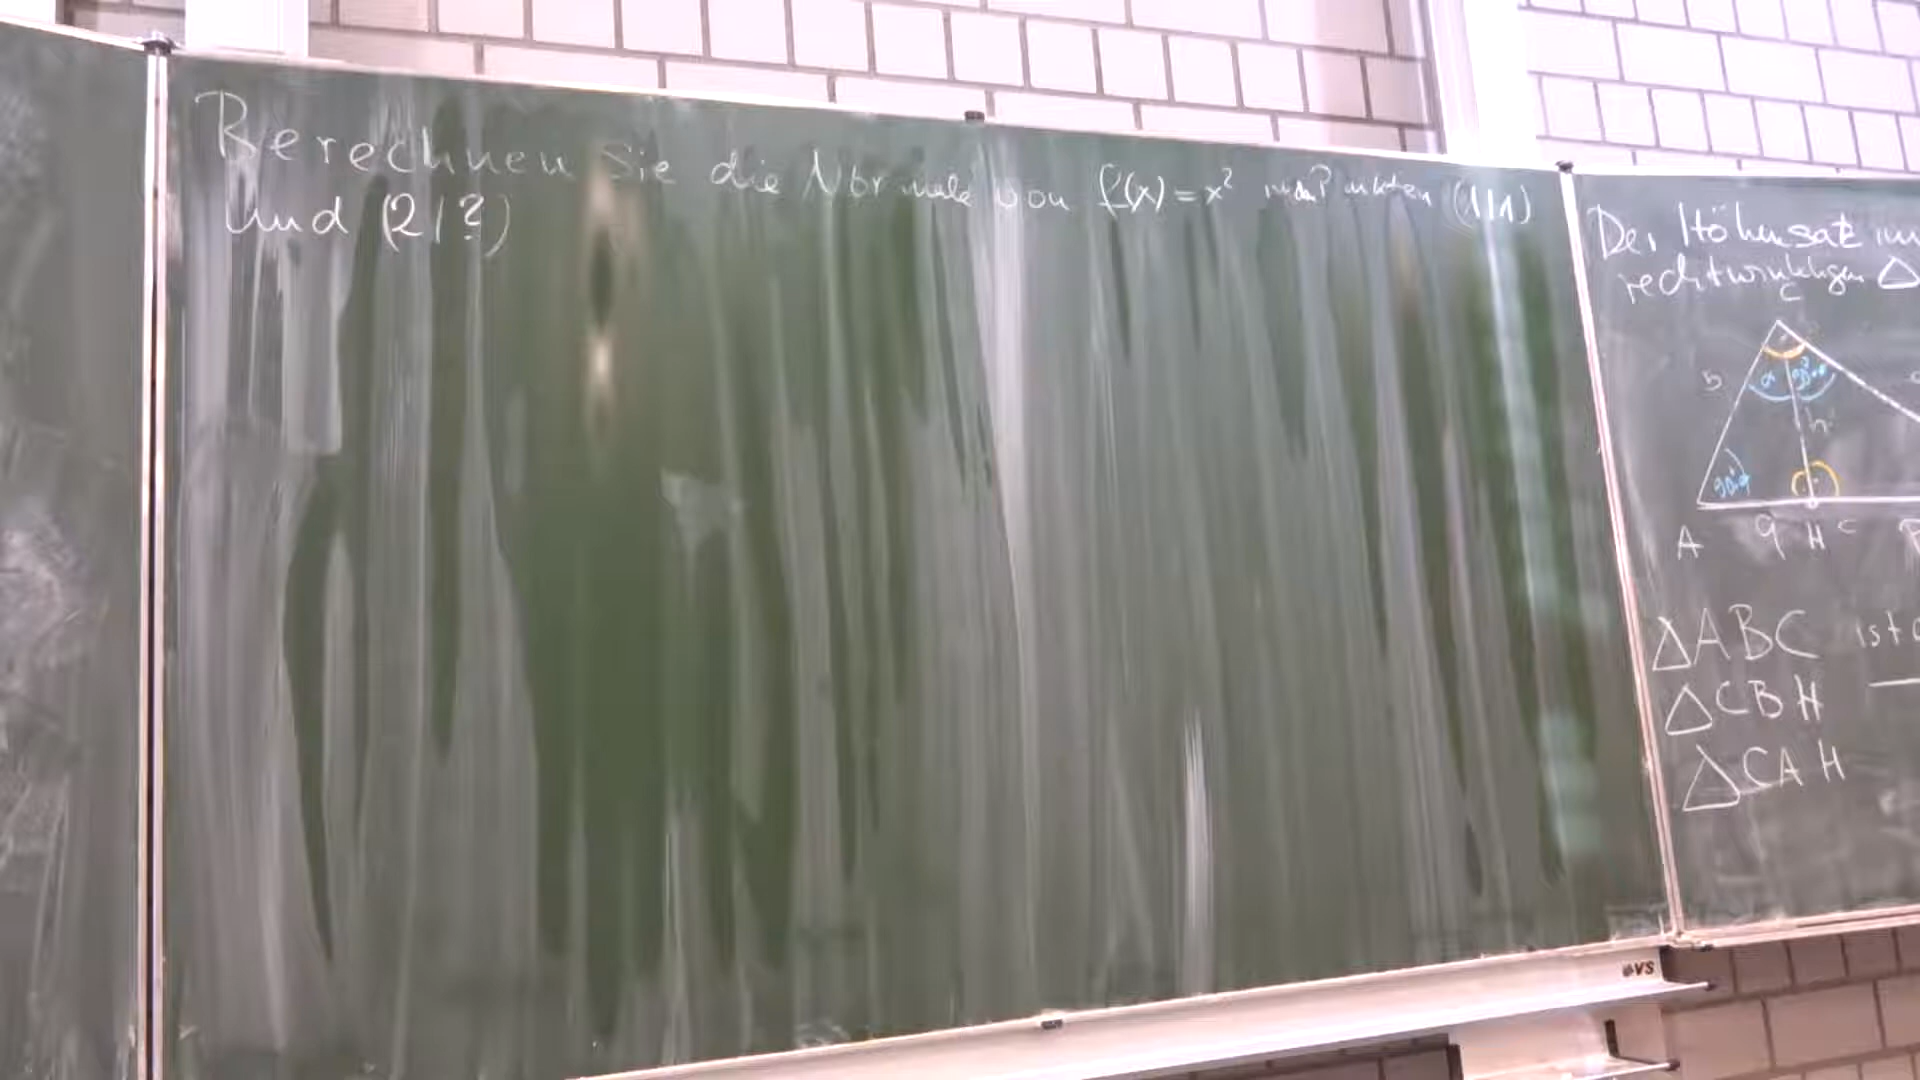 Berechnen Sie die Normale von f(x) = x² in den Punkten (1|1)
und (2|?)
Der Höhensatz im
rechtwinkligen △
C
b
α
h
A q H c
△ABC ist
△CBH
△CAH
VS